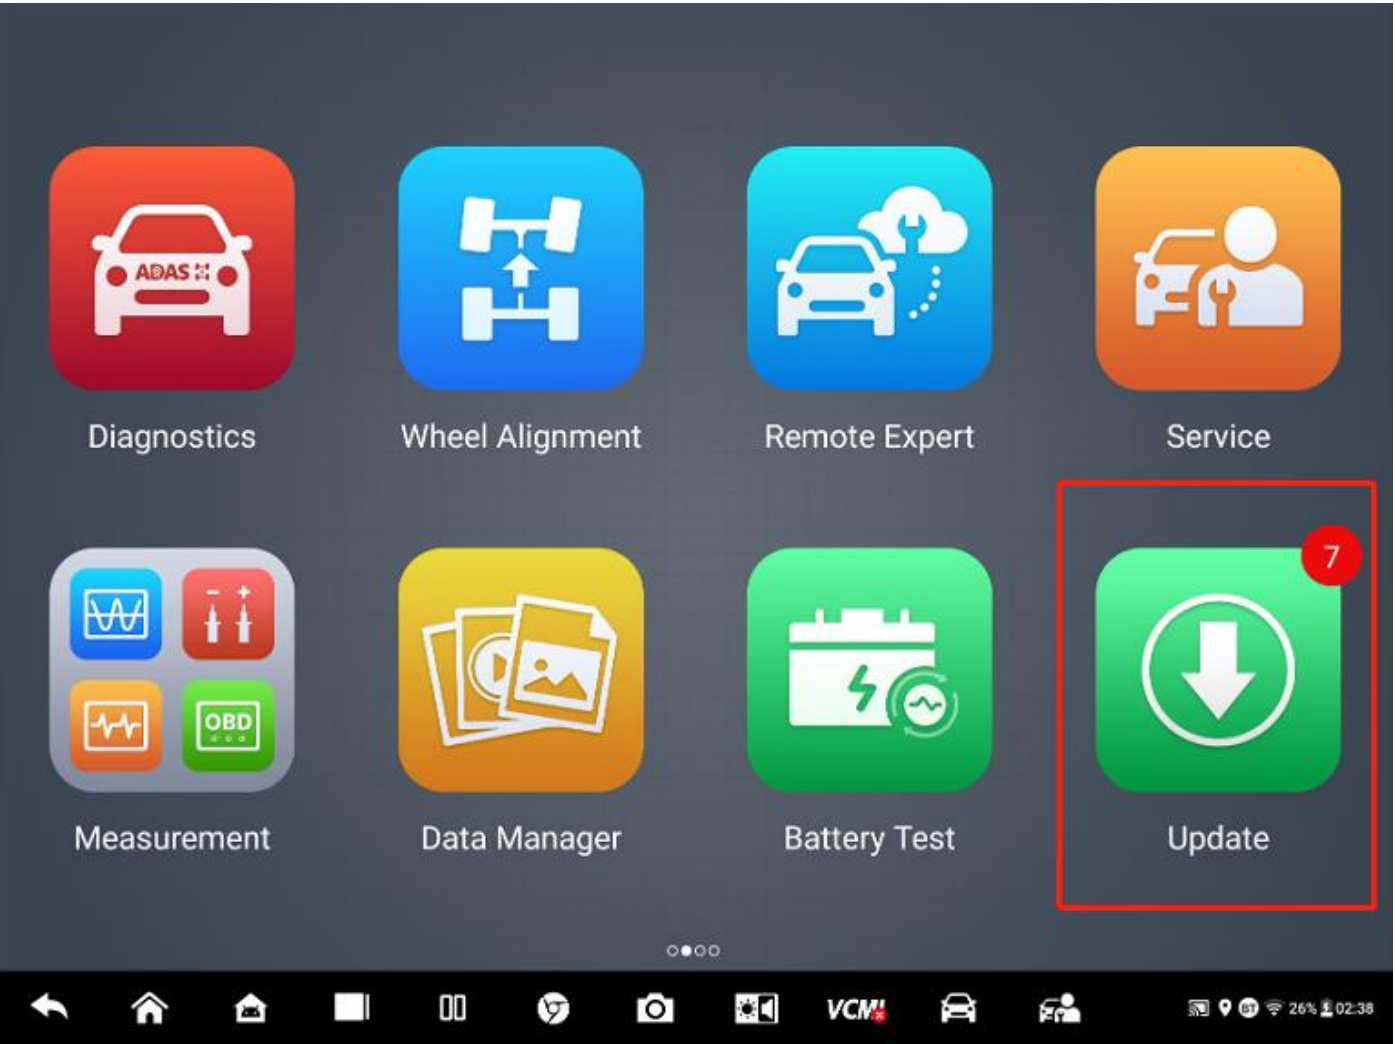 ADAS
Diagnostics
Wheel Alignment
Remote Expert
Service
OBD
7
Measurement
Data Manager
Battery Test
Update
VCMI
BT
26%
02:38